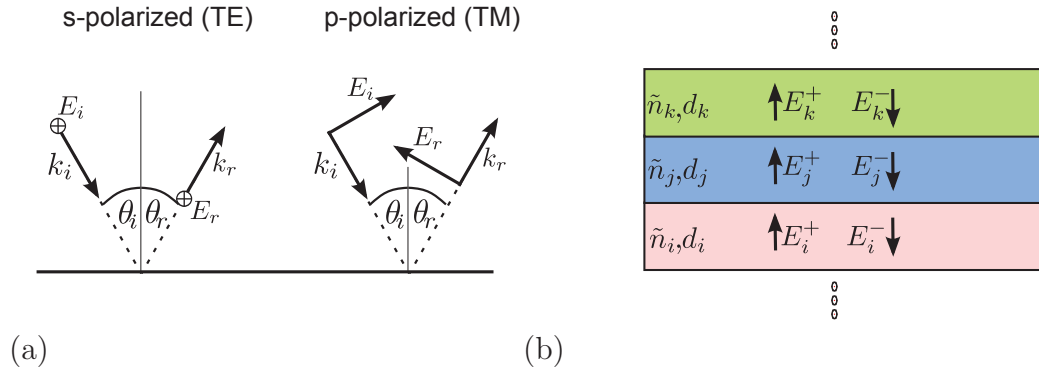 s-polarized (TE)
p-polarized (TM)
E_i
k_i
k_r
E_r
θ_i θ_r
E_i
E_r
k_i
k_r
θ_i θ_r
(a)
ñ_k,d_k E_k^+ E_k^-
ñ_j,d_j E_j^+ E_j^-
ñ_i,d_i E_i^+ E_i^-
(b)